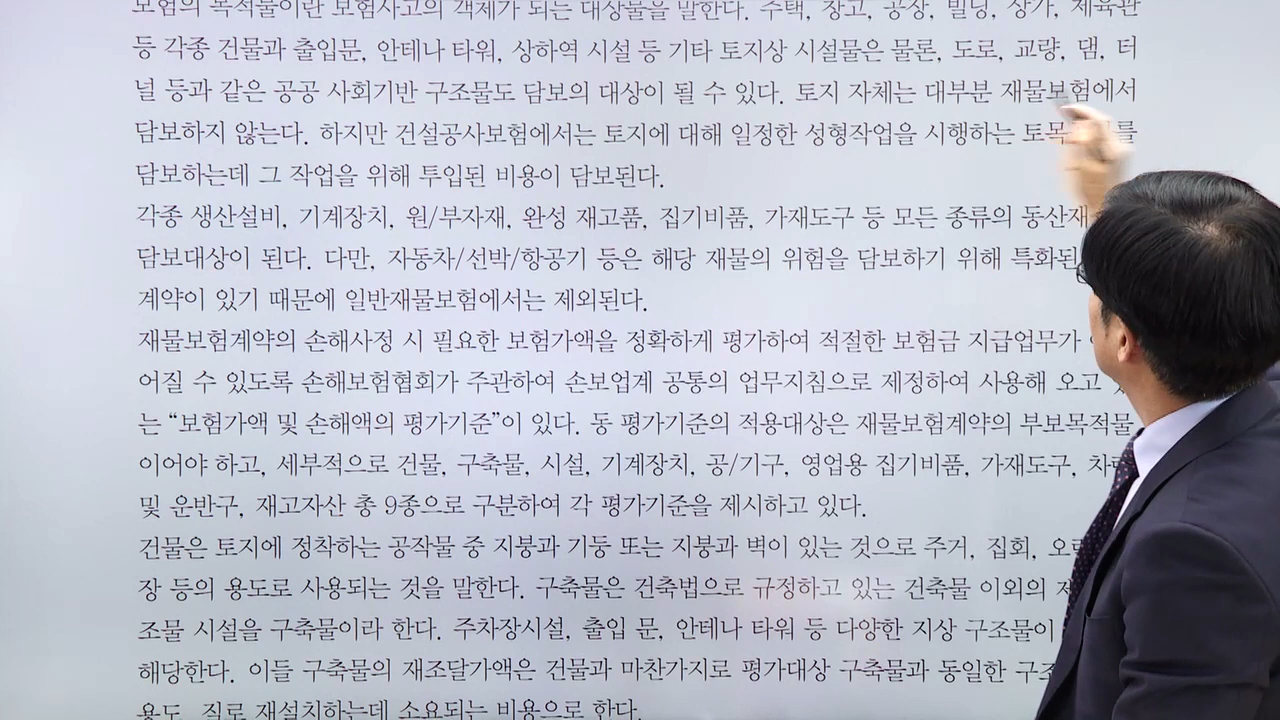 보험의 목적물이란 보험사고의 객체가 되는 대상물을 말한다. 주택, 창고, 공장, 빌딩, 상가, 체육관
등 각종 건물과 출입문, 안테나 타워, 상하역 시설 등 기타 토지상 시설물은 물론, 도로, 교량, 댐, 터
널 등과 같은 공공 사회기반 구조물도 담보의 대상이 될 수 있다. 토지 자체는 대부분 재물보험에서
담보하지 않는다. 하지만 건설공사보험에서는 토지에 대해 일정한 성형작업을 시행하는
담보하는데 그 작업을 위해 투입된 비용이 담보된다.
각종 생산설비, 기계장치, 원/부자재, 완성 재고품, 집기비품, 가재도구 등 모든 종류의
담보대상이 된다. 다만, 자동차/선박/항공기 등은 해당 재물의 위험을 담보하기 위해 특화된
계약이 있기 때문에 일반재물보험에서는 제외된다.
재물보험계약의 손해사정 시 필요한 보험가액을 정확하게 평가하여 적절한 보험금 지급업무가
어질 수 있도록 손해보험협회가 주관하여 손보업계 공통의 업무지침으로 제정하여 사용해 오고
는 “보험가액 및 손해액의 평가기준”이 있다. 동 평가기준의 적용대상은 재물보험계약의 부보목적물
이어야 하고, 세부적으로 건물, 구축물, 시설, 기계장치, 공/기구, 영업용 집기비품, 가재도구,
및 운반구, 재고자산 총 9종으로 구분하여 각 평가기준을 제시하고 있다.
건물은 토지에 정착하는 공작물 중 지붕과 기둥 또는 지붕과 벽이 있는 것으로 주거, 집회,
장 등의 용도로 사용되는 것을 말한다. 구축물은 건축법으로 규정하고 있는 건축물 이외의
조물 시설을 구축물이라 한다. 주차장시설, 출입 문, 안테나 타워 등 다양한 지상 구조물이
해당한다. 이들 구축물의 재조달가액은 건물과 마찬가지로 평가대상 구축물과 동일한
용도, 질로 재설치하는데 소요되는 비용으로 한다.